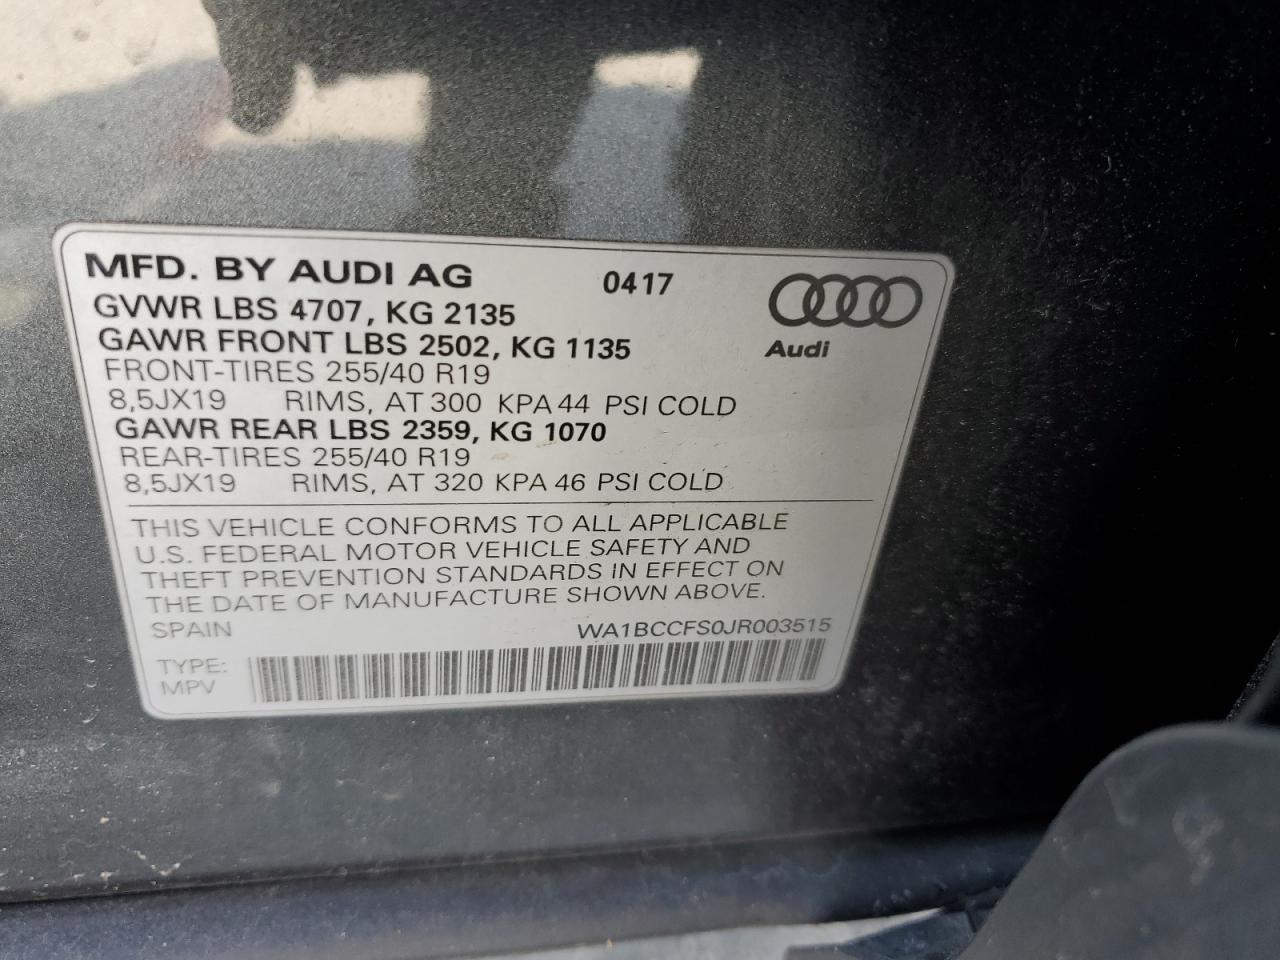 MFD. BY AUDI AG 0417
GVWR LBS 4707, KG 2135
GAWR FRONT LBS 2502, KG 1135
Audi
FRONT-TIRES 255/40 R19
8,5JX19 RIMS, AT 300 KPA 44 PSI COLD
GAWR REAR LBS 2359, KG 1070
REAR-TIRES 255/40 R19
8,5JX19 RIMS, AT 320 KPA 46 PSI COLD
THIS VEHICLE CONFORMS TO ALL APPLICABLE
U.S. FEDERAL MOTOR VEHICLE SAFETY AND
THEFT PREVENTION STANDARDS IN EFFECT ON
THE DATE OF MANUFACTURE SHOWN ABOVE.
SPAIN WA1BCCFS0JR003515
TYPE:
MPV